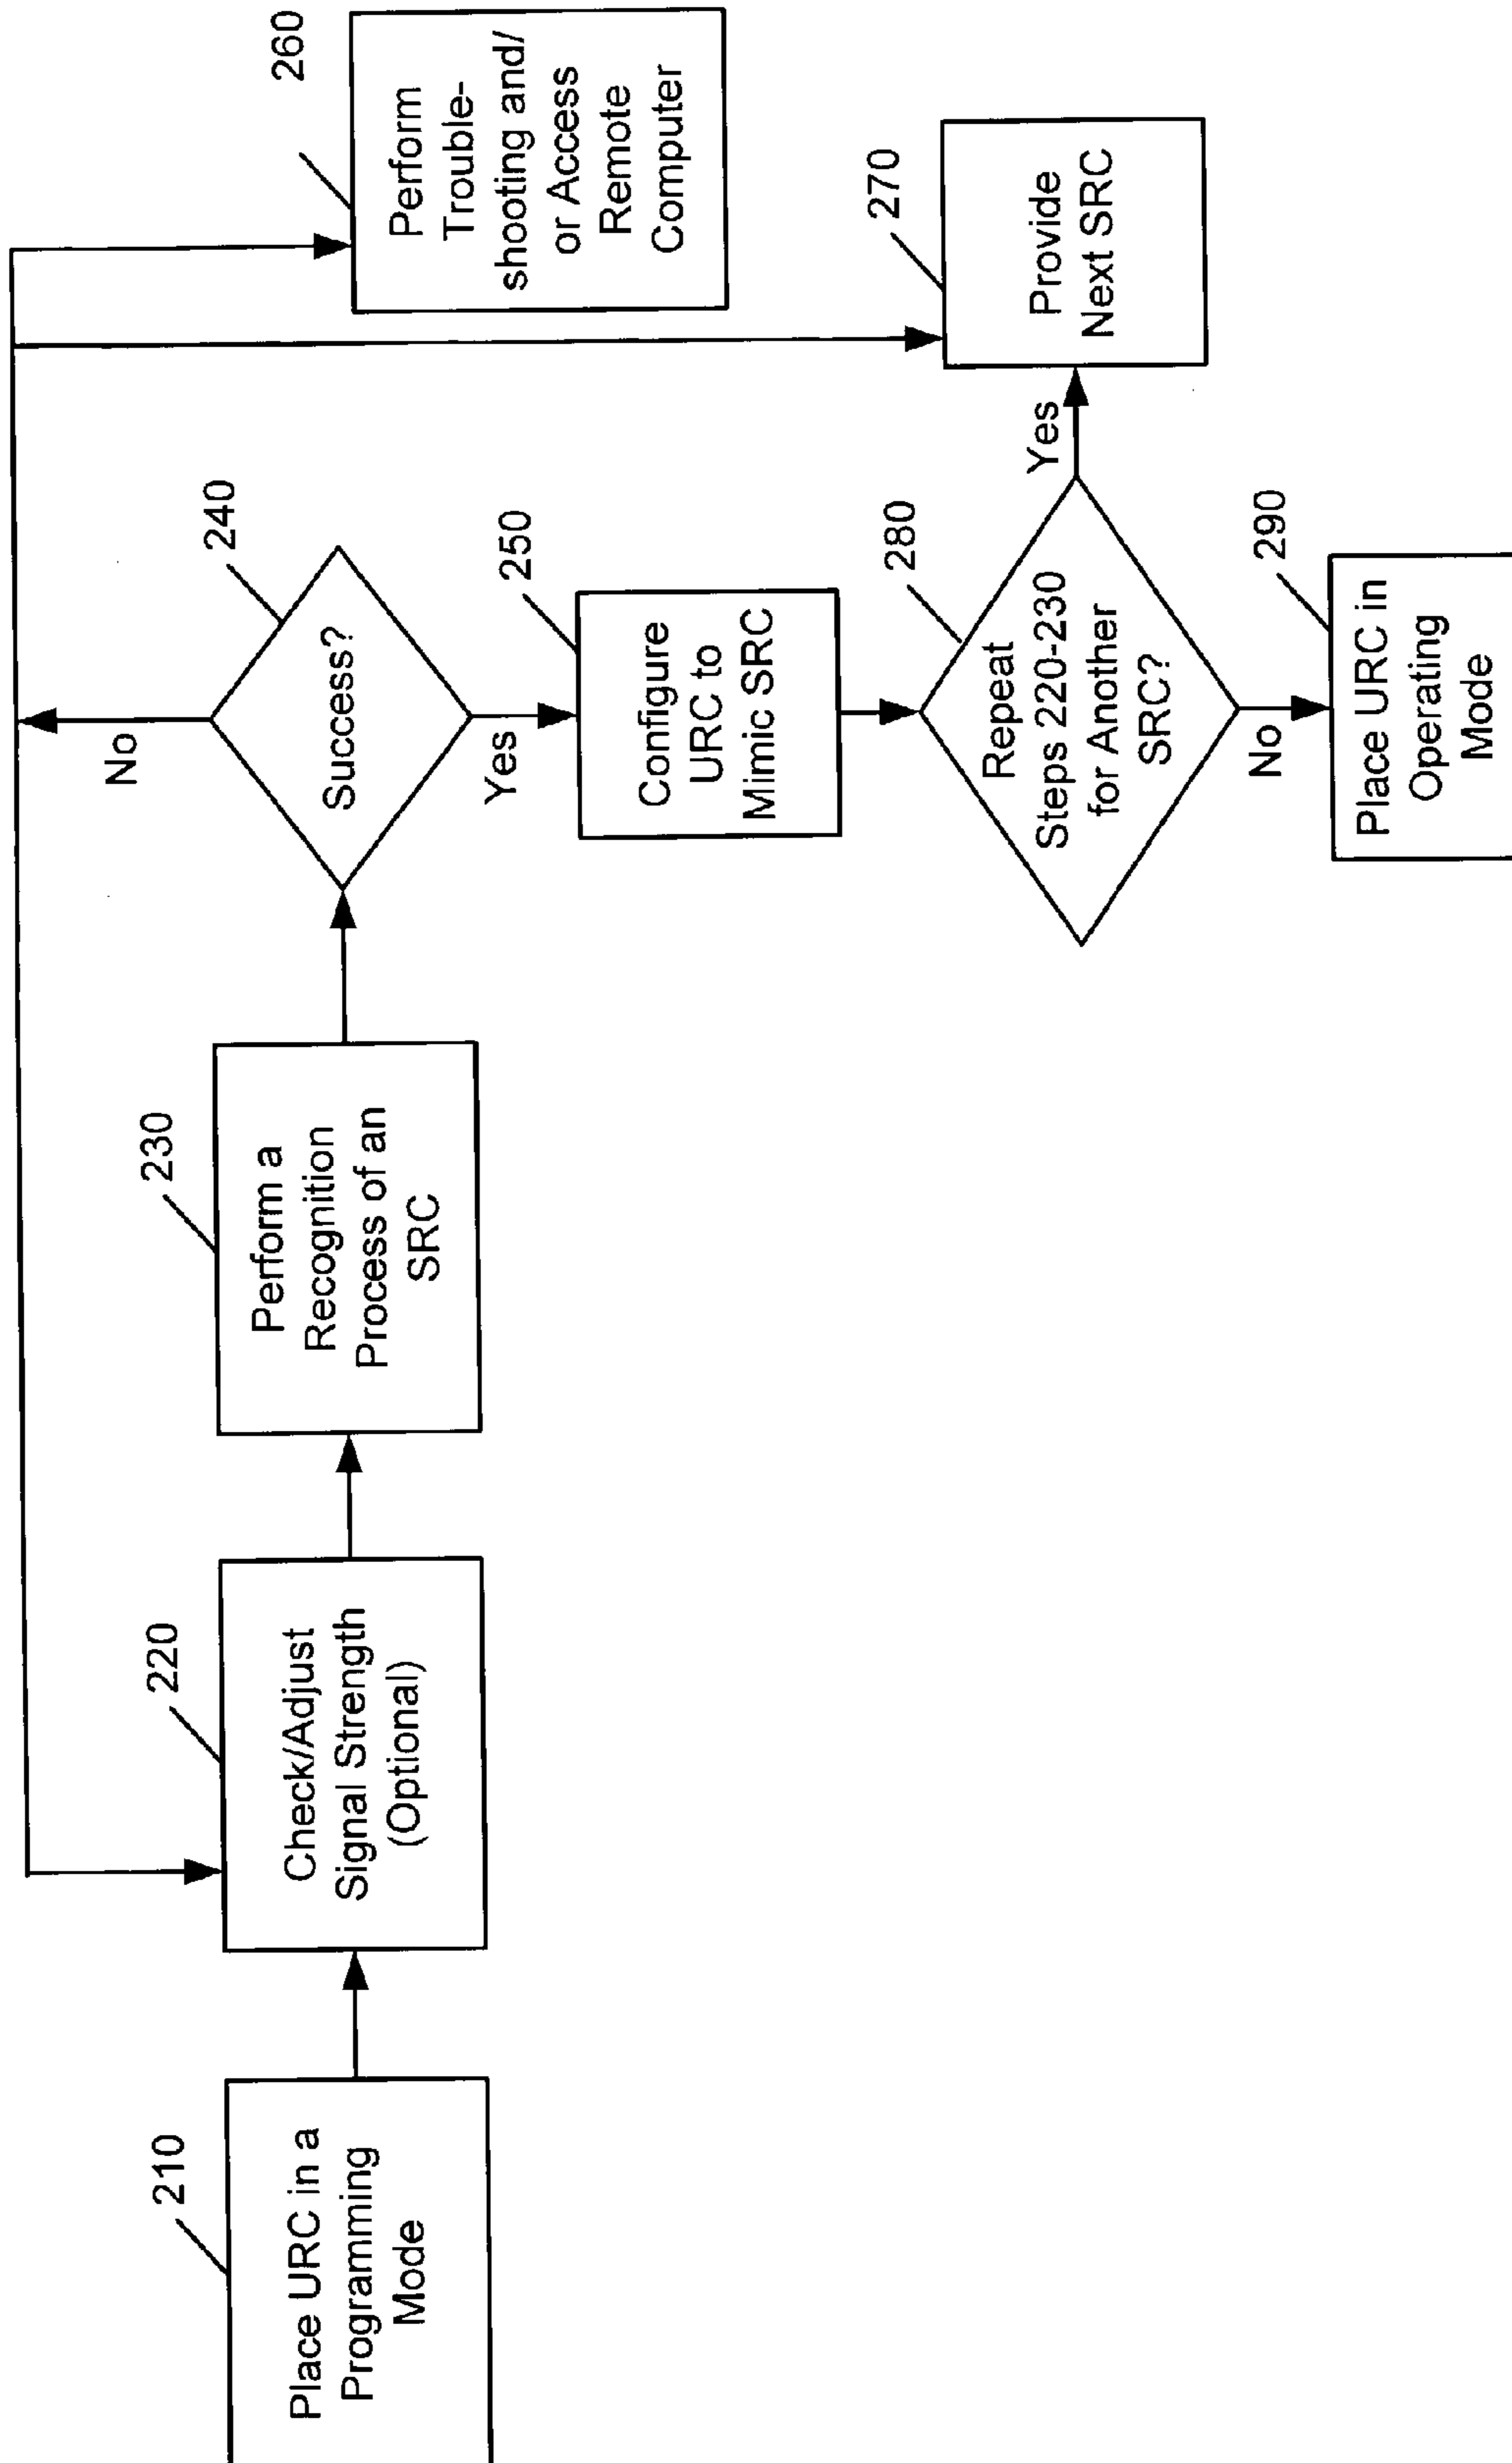 210
Place URC in a
Programming
Mode
220
Check/Adjust
Signal Strength
(Optional)
230
Perform a
Recognition
Process of an
SRC
240
Success?
No
Yes
250
Configure
URC to
Mimic SRC
260
Perform
Trouble-
shooting and/
or Access
Remote
Computer
280
Repeat
Steps 220-230
for Another
SRC?
Yes
No
270
Provide
Next SRC
290
Place URC in
Operating
Mode